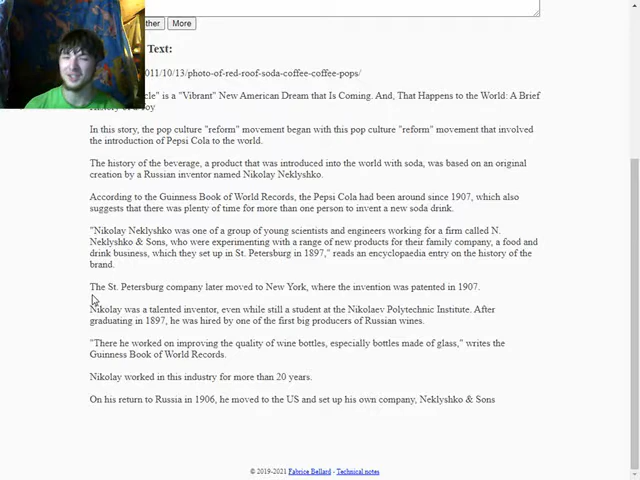 ther More
Text:
011/10/13/photo-of-red-roof-soda-coffee-coffee-pops/
cle" is a "Vibrant" New American Dream that Is Coming. And, That Happens to the World: A Brief
History of a Toy
In this story, the pop culture "reform" movement began with this pop culture "reform" movement that involved
the introduction of Pepsi Cola to the world.
The history of the beverage, a product that was introduced into the world with soda, was based on an original
creation by a Russian inventor named Nikolay Neklyshko.
According to the Guinness Book of World Records, the Pepsi Cola had been around since 1907, which also
suggests that there was plenty of time for more than one person to invent a new soda drink.
"Nikolay Neklyshko was one of a group of young scientists and engineers working for a firm called N.
Neklyshko & Sons, who were experimenting with a range of new products for their family company, a food and
drink business, which they set up in St. Petersburg in 1897," reads an encyclopaedia entry on the history of the
brand.
The St. Petersburg company later moved to New York, where the invention was patented in 1907.
Nikolay was a talented inventor, even while still a student at the Nikolaev Polytechnic Institute. After
graduating in 1897, he was hired by one of the first big producers of Russian wines.
"There he worked on improving the quality of wine bottles, especially bottles made of glass," writes the
Guinness Book of World Records.
Nikolay worked in this industry for more than 20 years.
On his return to Russia in 1906, he moved to the US and set up his own company, Neklyshko & Sons
© 2019-2021 Fabrice Bellard - Technical notes